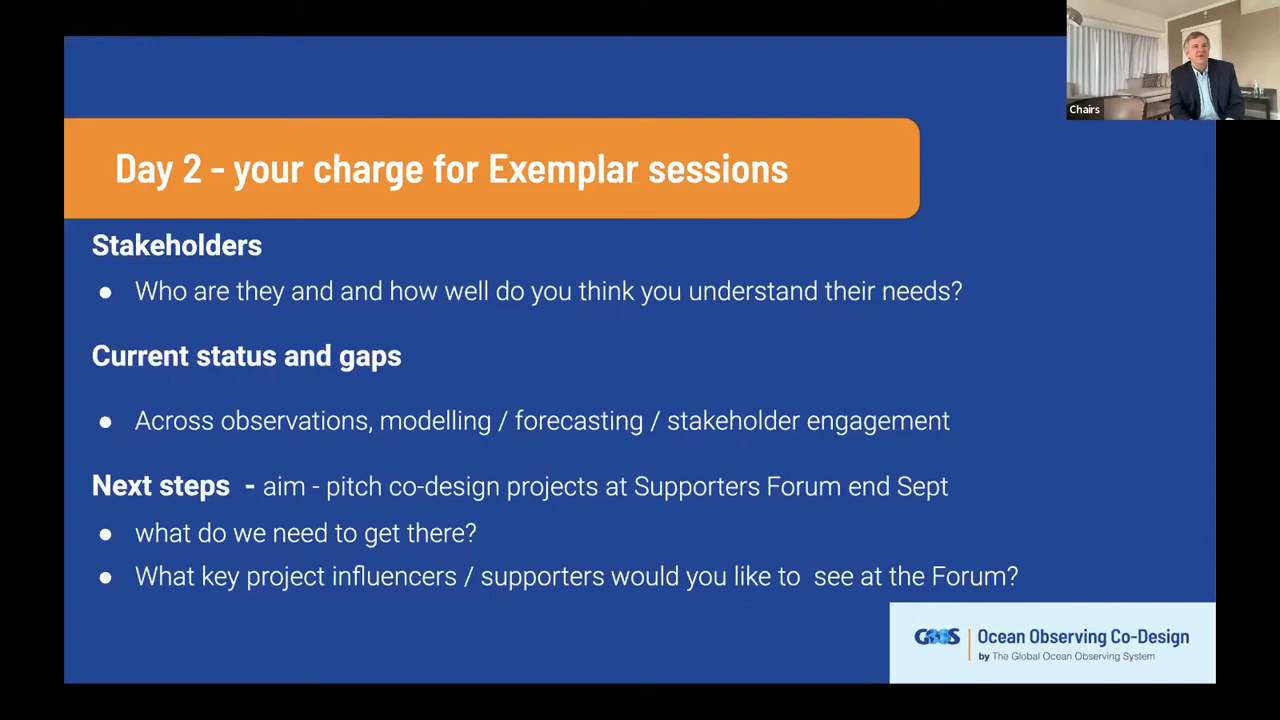 Chairs
Day 2 - your charge for Exemplar sessions
Stakeholders
● Who are they and and how well do you think you understand their needs?
Current status and gaps
● Across observations, modelling / forecasting / stakeholder engagement
Next steps - aim - pitch co-design projects at Supporters Forum end Sept
● what do we need to get there?
● What key project influencers / supporters would you like to see at the Forum?
GOOS
Ocean Observing Co-Design
by The Global Ocean Observing System